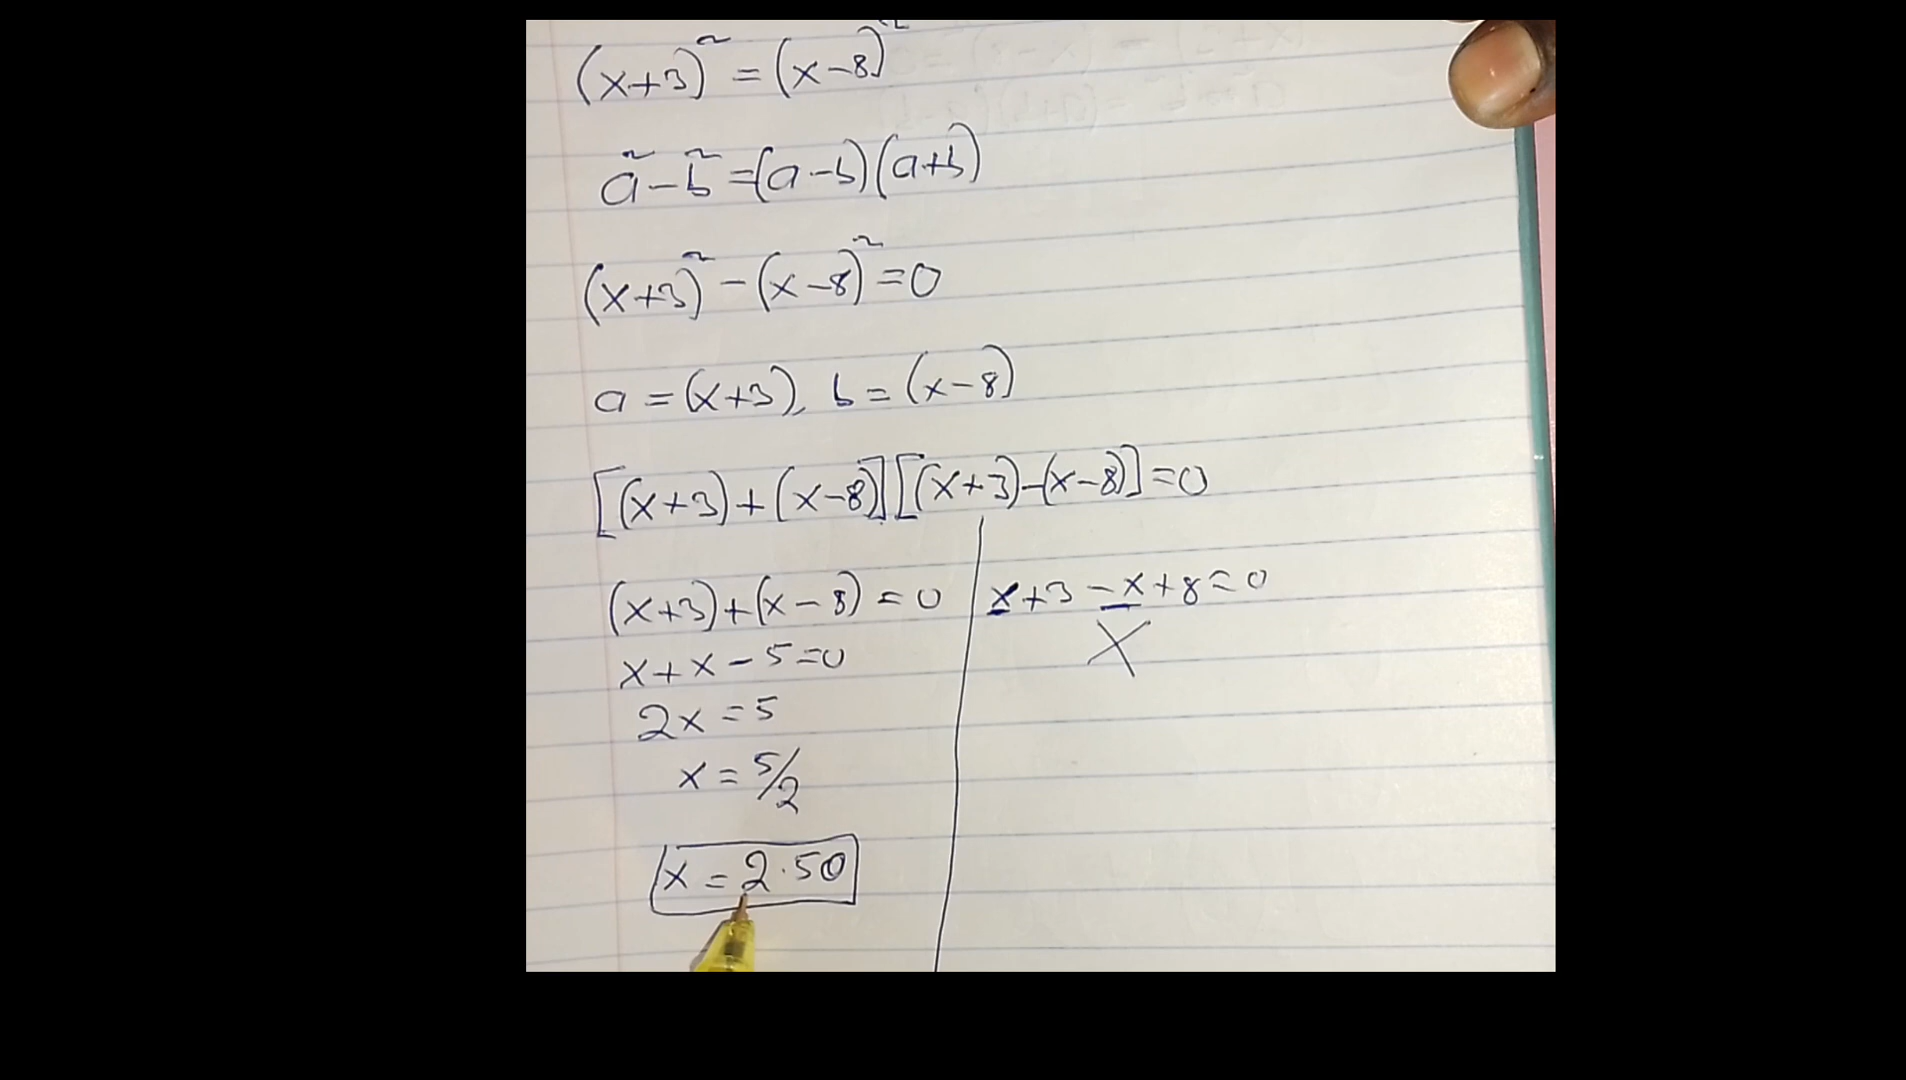 (x+3)² = (x-8)²
a² - b² = (a-b)(a+b)
(x+3)² - (x-8)² = 0
a = (x+3), b = (x-8)
[(x+3)+(x-8)][(x+3)-(x-8)] = 0
(x+3)+(x-8) = 0
x+x-5=0
2x = 5
x = 5/2
x = 2.50
x+3-x+8=0
X